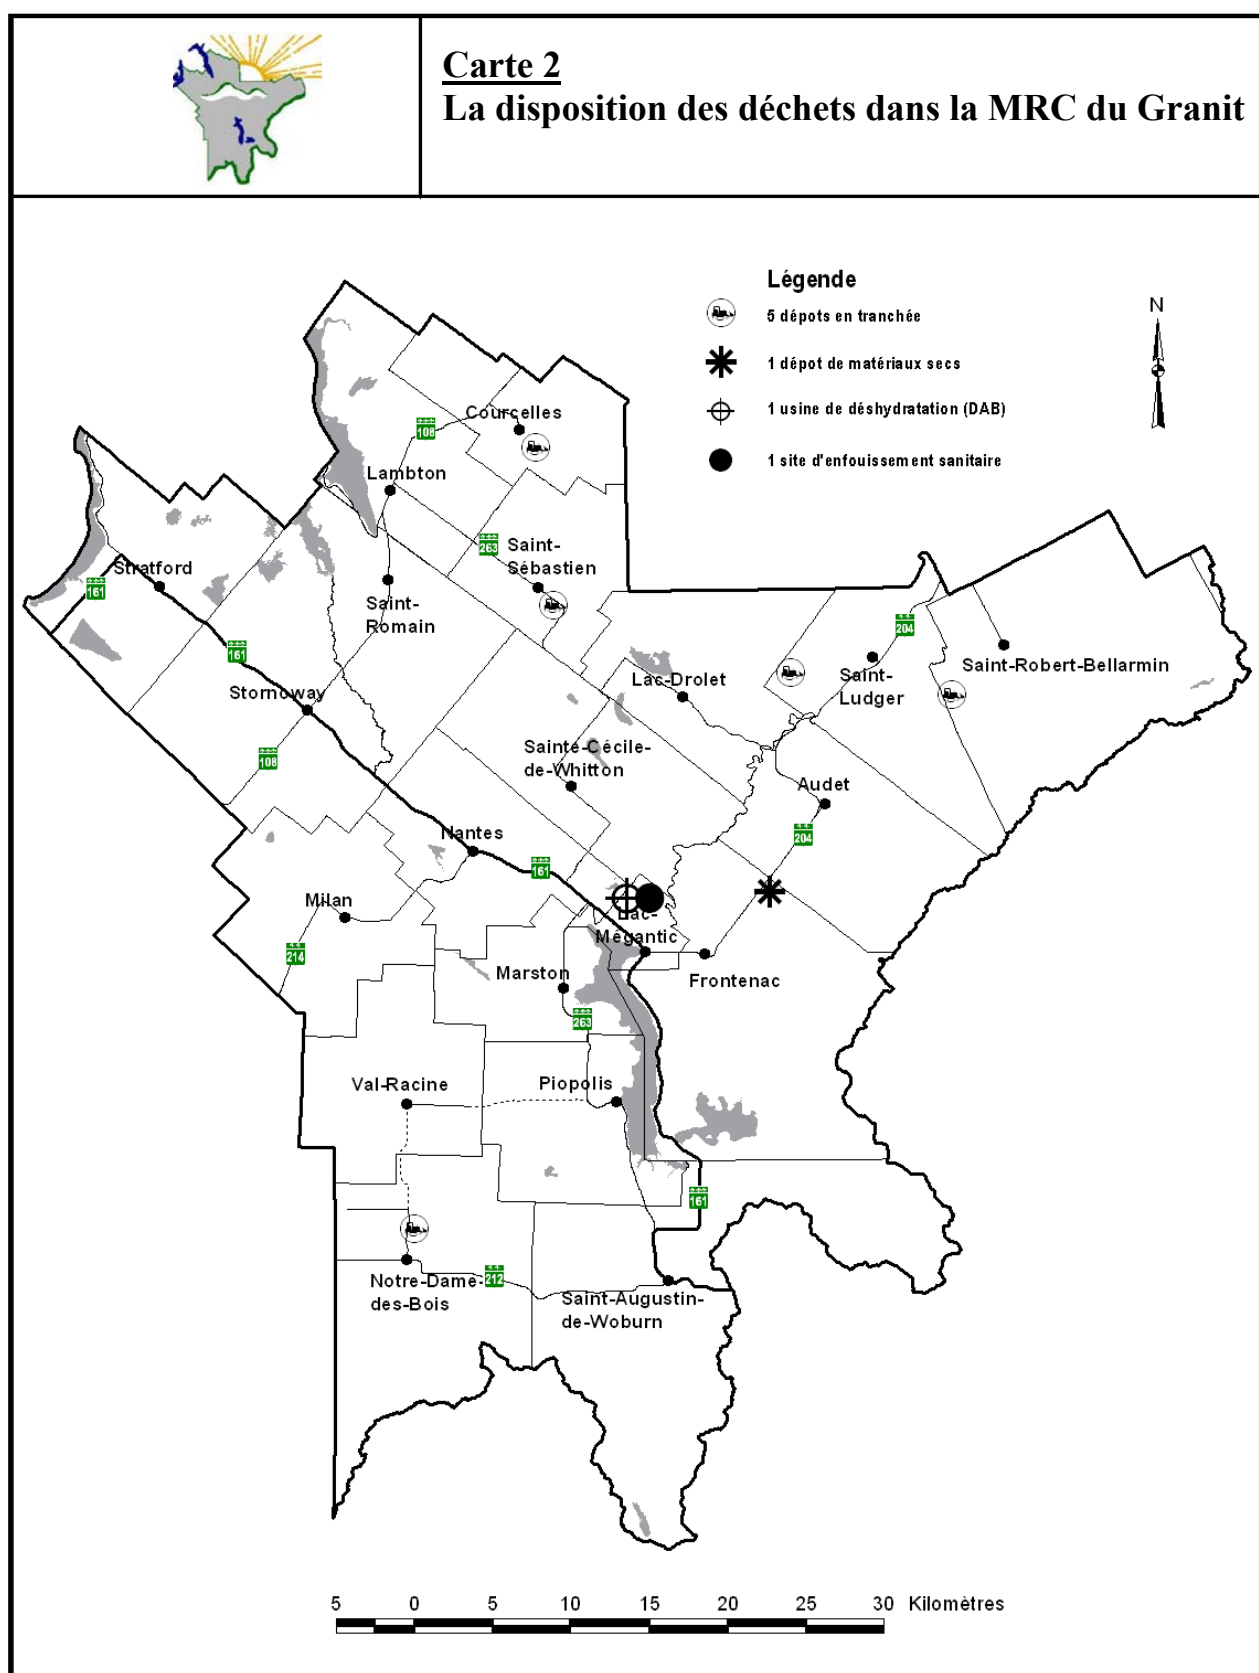 Carte 2
La disposition des déchets dans la MRC du Granit
Légende
5 dépots en tranchée
1 dépot de matériaux secs
1 usine de déshydratation (DAB)
1 site d'enfouissement sanitaire
N
Courcelles
108
Lambton
263
Saint-
Sébastien
Stratford
161
Saint-
Romain
161
204
Saint-Robert-Bellarmin
Saint-
Ludger
Lac-Drolet
Stornoway
108
Sainte-Cécile-
de-Whitton
Audet
204
Nantes
161
Milan
Lac-
Mégantic
214
Marston
Frontenac
263
Val-Racine
Piopolis
161
Notre-Dame-
des-Bois
212
Saint-Augustin-
de-Woburn
5 0 5 10 15 20 25 30 Kilomètres